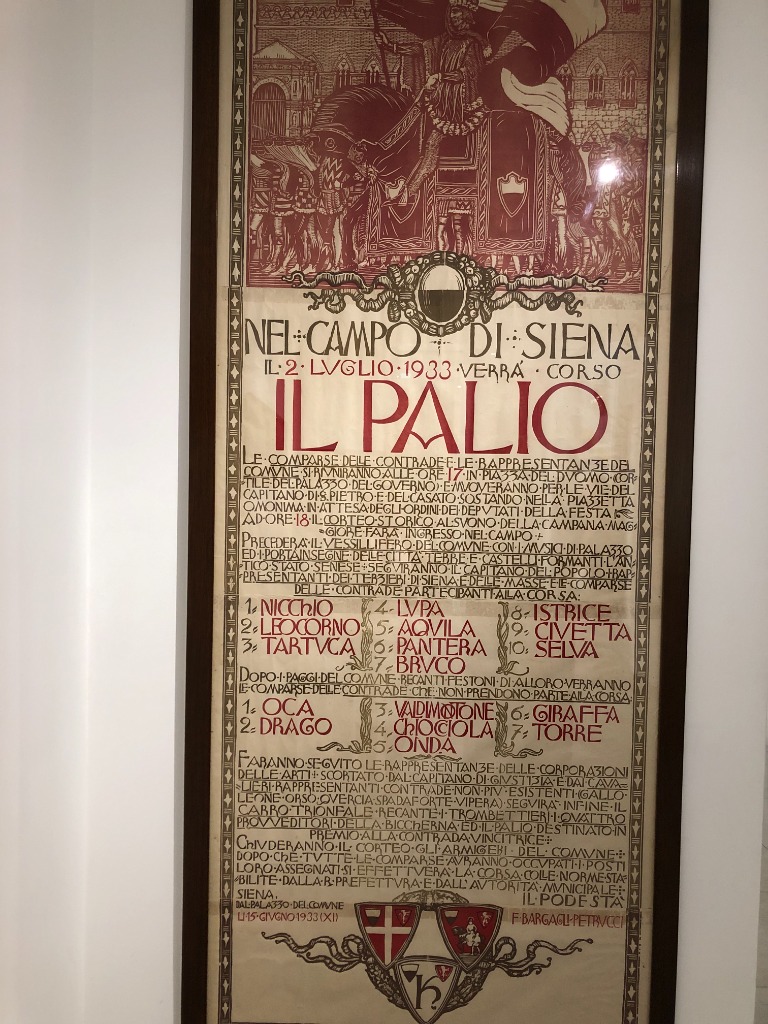 NEL·CAMPO·DI·SIENA
IL·2·LVGLIO·1933·VERRÁ·CORSO
IL PALIO
LE·COMPARSE·DELLE·CONTRADE·E·LE·RAPPRESENTANZE·DEL
COMVNE·SI·RIVNIRANNO·ALLE·ORE·17·IN·PIAZZA·DEL·DVOMO·(COR-
TILE·DEL·PALAZZO·DEL·GOVERNO)·E·MVOVERANNO·PER·LE·VIE·DEL
CAPITANO·DI·S·PIETRO·E·DEL·CASATO·SOSTANDO·NELLA·PIAZZETTA
OMONIMA·IN·ATTESA·DEGLI·ORDINI·DEI·DEPUTATI·DELLA·FESTA
AD·ORE·18·IL·CORTEO·STORICO·AL·SVONO·DELLA·CAMPANA·MAG-
GIORE·FARÀ·INGRESSO·NEL·CAMPO
PRECEDERÀ·IL·VESSILLIFERO·DEL·COMVNE·CON·I·MVSICI·DI·PALAZZO
ED·I·PORTAINSEGNE·DELLE·CITTÀ·TERRE·E·CASTELLI·FORMANTI·L'AN-
TICO·STATO·SENESE·SEGVIRANNO·IL·CAPITANO·DEL·POPOLO·I·RAP-
PRESENTANTI·DEI·TERZIERI·DI·SIENA·E·DELLE·MASSE·E·LE·COMPARSE
DELLE·CONTRADE·PARTECIPANTI·ALLA·CORSA:
1- NICCHIO 4- LVPA 8- ISTRICE
2- LEOCORNO 5- AQVILA 9- CIVETTA
3- TARTVCA 6- PANTERA 10- SELVA
7- BRVCO
DOPO·I·PAGGI·DEL·COMVNE·RECANTI·FESTONI·DI·ALLORO·VERRANNO
LE·COMPARSE·DELLE·CONTRADE·CHE·NON·PRENDONO·PARTE·ALLA·CORSA
1- OCA 3- VALDIMONTONE 6- GIRAFFA
2- DRAGO 4- CHIOCCIOLA 7- TORRE
5- ONDA
FARANNO·SEGVITO·LE·RAPPRESENTANZE·DELLE·CORPORAZIONI
DELLE·ARTI·SCORTATO·DAL·CAPITANO·DI·GIVSTIZIA·E·DAI·CAVA-
LIERI·RAPPRESENTANTI·CONTRADE·NON·PIV·ESISTENTI·(GALLO·
LEONE·ORSO·QVERCIA·SPADAFORTE·VIPERA)·SEGVIRÀ·INFINE·IL
CARRO·TRIONFALE·RECANTE·I·TROMBETTIERI·I·QVATTRO
PROVVEDITORI·DELLA·BICCHERNA·ED·IL·PALIO·DESTINATO·IN
PREMIO·ALLA·CONTRADA·VINCITRICE
CHIVDERANNO·IL·CORTEO·GLI·ARMIGERI·DEL·COMVNE
DOPO·CHE·TVTTE·LE·COMPARSE·AVRANNO·OCCVPATI·I·POSTI
LORO·ASSEGNATI·SI·EFFETTVERÀ·LA·CORSA·COLLE·NORME·STA-
BILITE·DALLA·R·PREFETTVRA·E·DALL'AVTORITÀ·MVNICIPALE
SIENA, IL·PODESTÀ
DAL·PALAZZO·DEL·COMVNE
LI·15·GIVGNO·1933·(XI) F·BARGAGLI-PETRVCCI